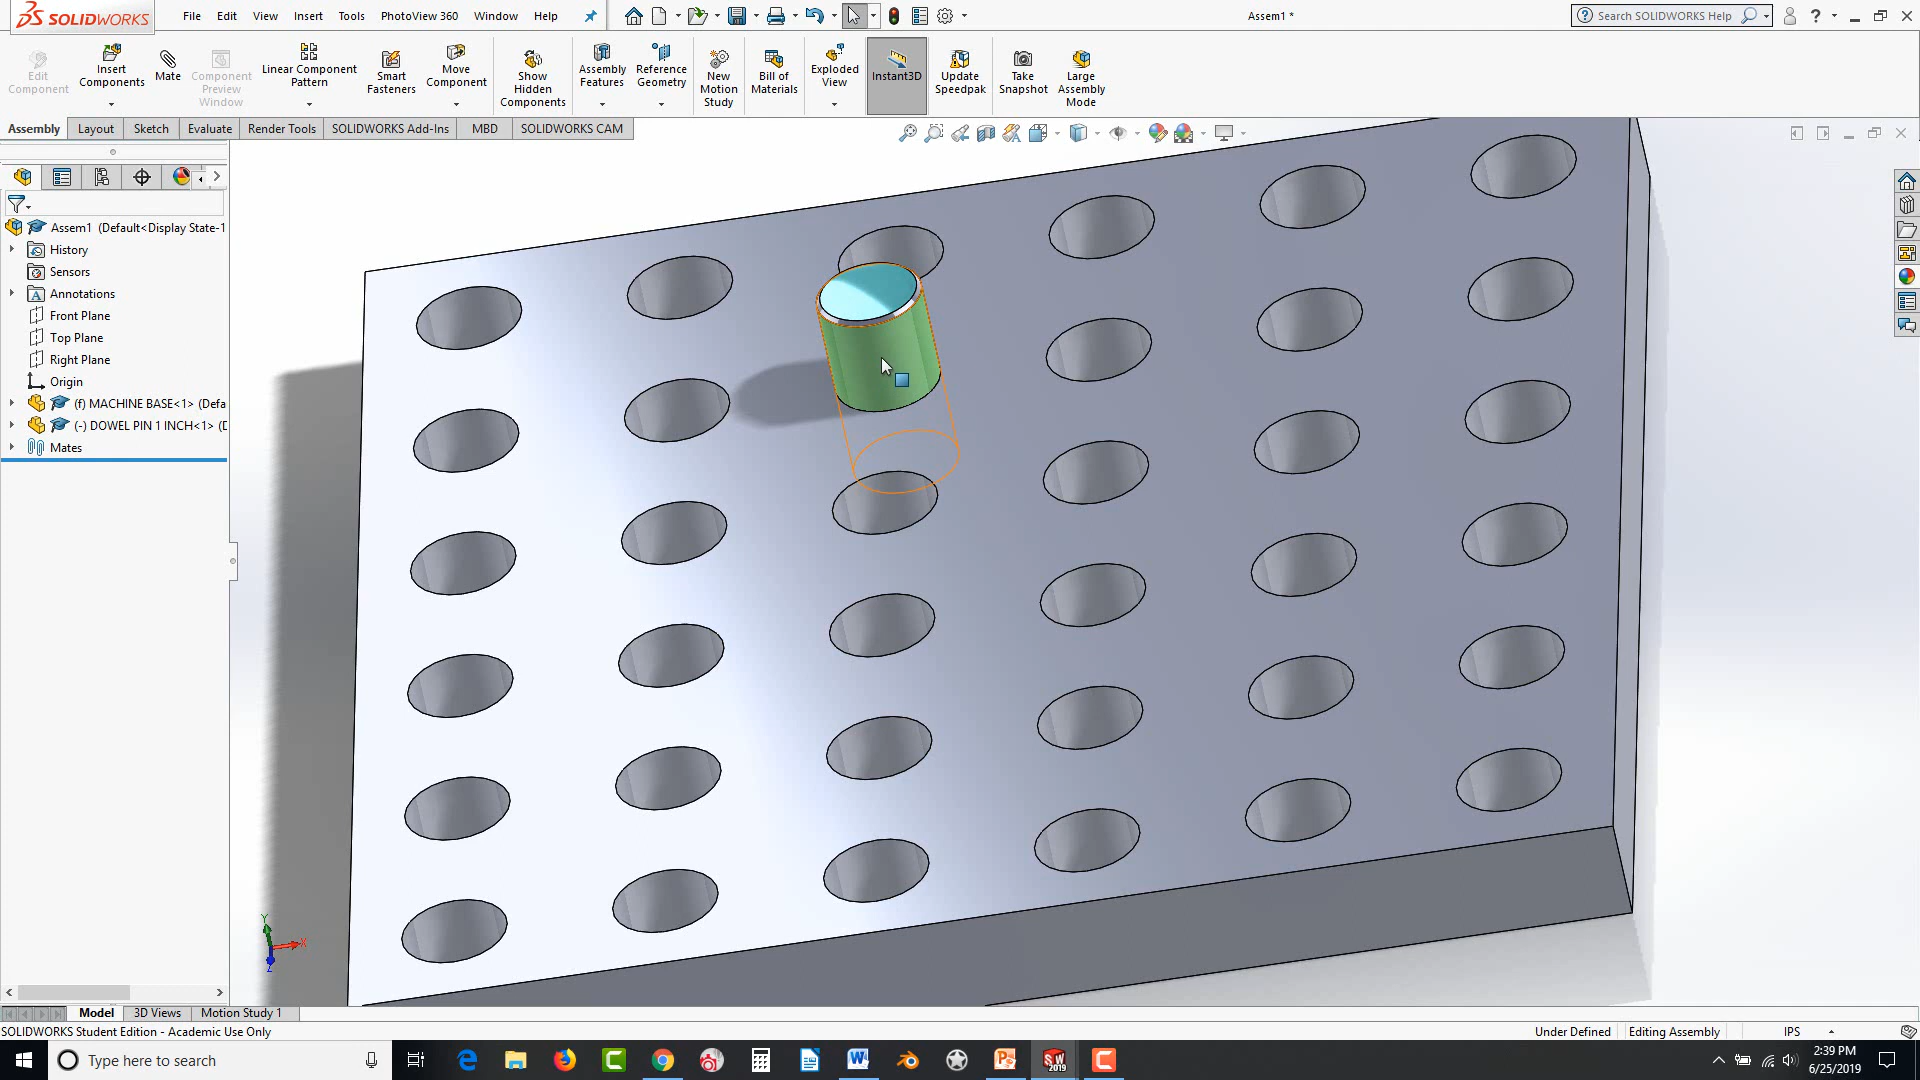 SOLIDWORKS File Edit View Insert Tools PhotoView 360 Window Help Assem1 * Search SOLIDWORKS Help
Edit Component
Insert Components
Mate
Component Preview Window
Linear Component Pattern
Smart Fasteners
Move Component
Show Hidden Components
Assembly Features
Reference Geometry
New Motion Study
Bill of Materials
Exploded View
Instant3D
Update Speedpak
Take Snapshot
Large Assembly Mode
Assembly Layout Sketch Evaluate Render Tools SOLIDWORKS Add-Ins MBD SOLIDWORKS CAM
Assem1 (Default<Display State-1
History
Sensors
Annotations
Front Plane
Top Plane
Right Plane
Origin
(f) MACHINE BASE<1> (Defa
(-) DOWEL PIN 1 INCH<1> (D
Mates
Y
X
Z
Model 3D Views Motion Study 1
SOLIDWORKS Student Edition - Academic Use Only Under Defined Editing Assembly IPS
Type here to search
2:39 PM
6/25/2019